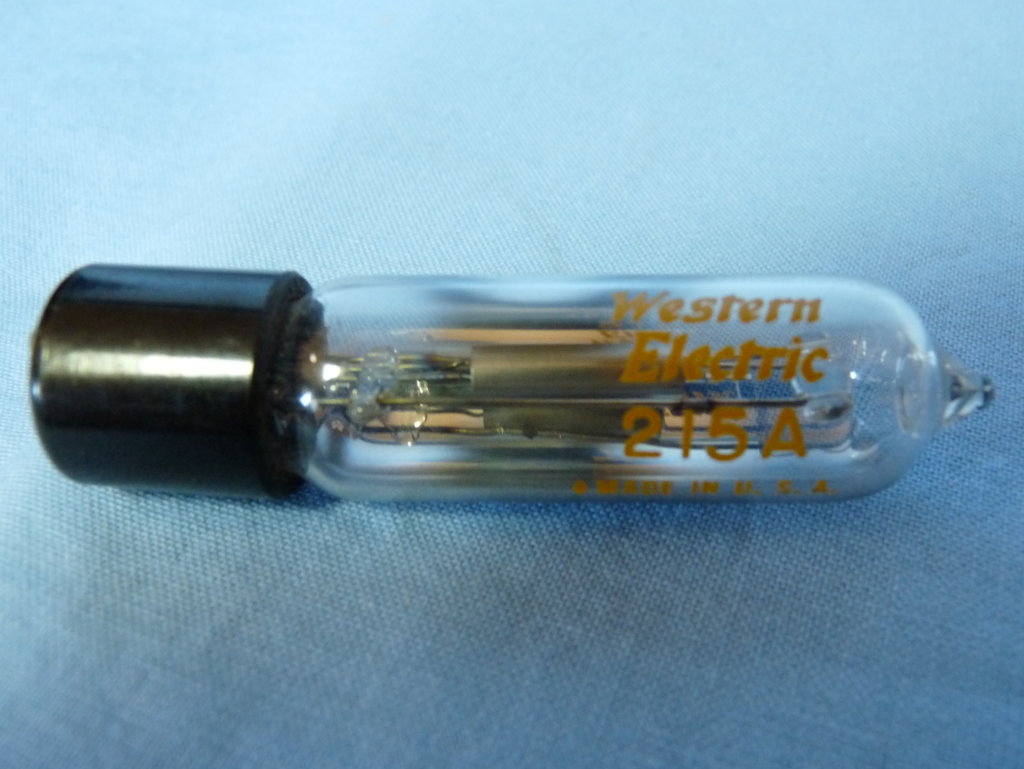 Western
Electric
215A
MADE IN U. S. A.